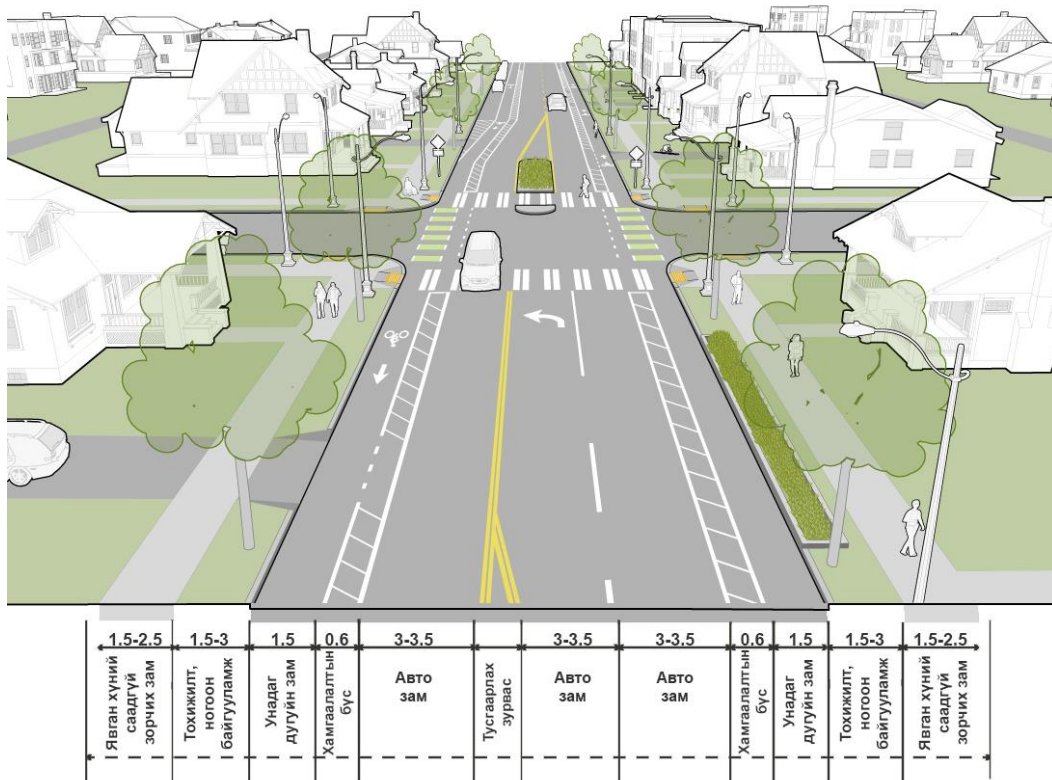 1.5-2.5 1.5-3 1.5 0.6 3-3.5 3-3.5 3-3.5 0.6 1.5 1.5-3 1.5-2.5
Явган хүний
саадгүй
зорчих зам
Тохижилт,
ногоон
байгууламж
Унадаг
дугуйн зам
Хамгаалалтын
бүс
Авто
зам
Тусгаарлах
зурвас
Авто
зам
Авто
зам
Хамгаалалтын
бүс
Унадаг
дугуйн зам
Тохижилт,
ногоон
байгууламж
Явган хүний
саадгүй
зорчих зам